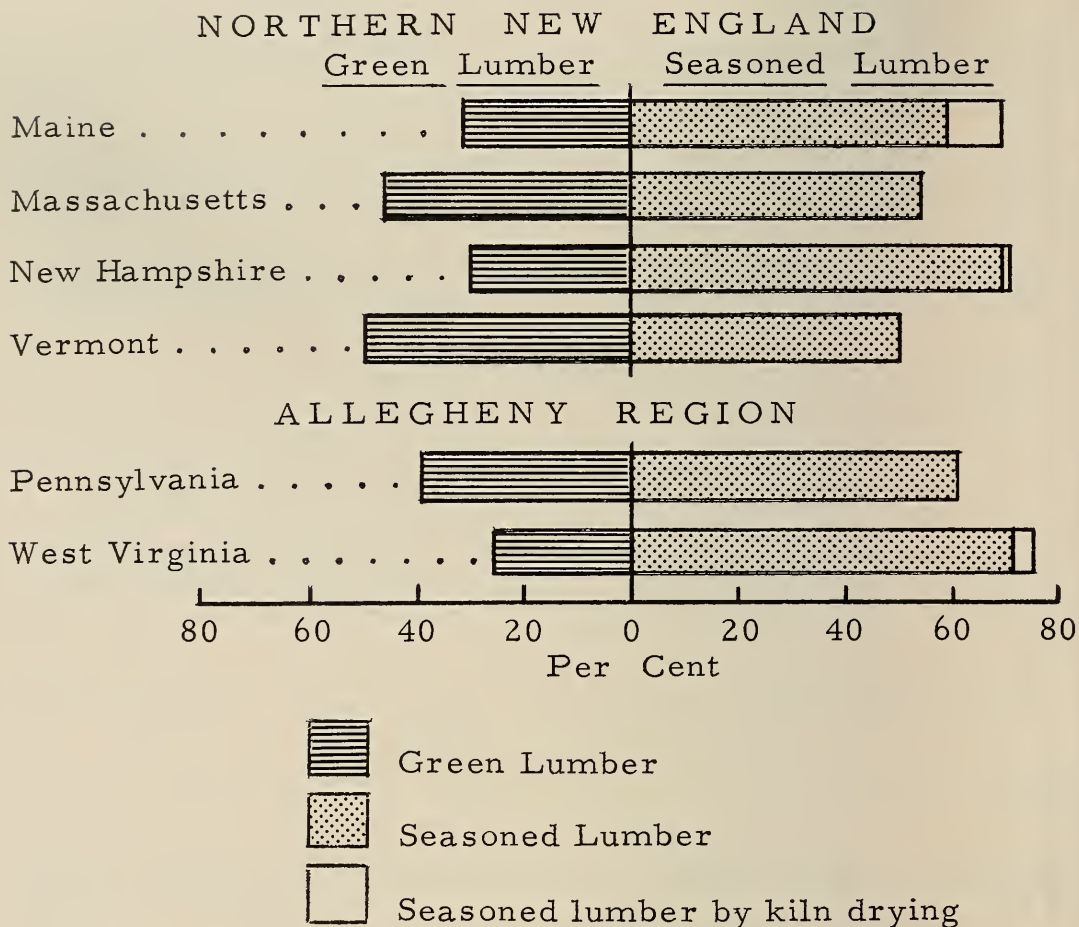 NORTHERN NEW ENGLAND
Green Lumber Seasoned Lumber
Maine . . . . . . . . .
Massachusetts . . .
New Hampshire . . . . .
Vermont . . . . . .
ALLEGHENY REGION
Pennsylvania . . . . .
West Virginia . . . . . . .
80 60 40 20 0 20 40 60 80
Per Cent
Green Lumber
Seasoned Lumber
Seasoned lumber by kiln drying